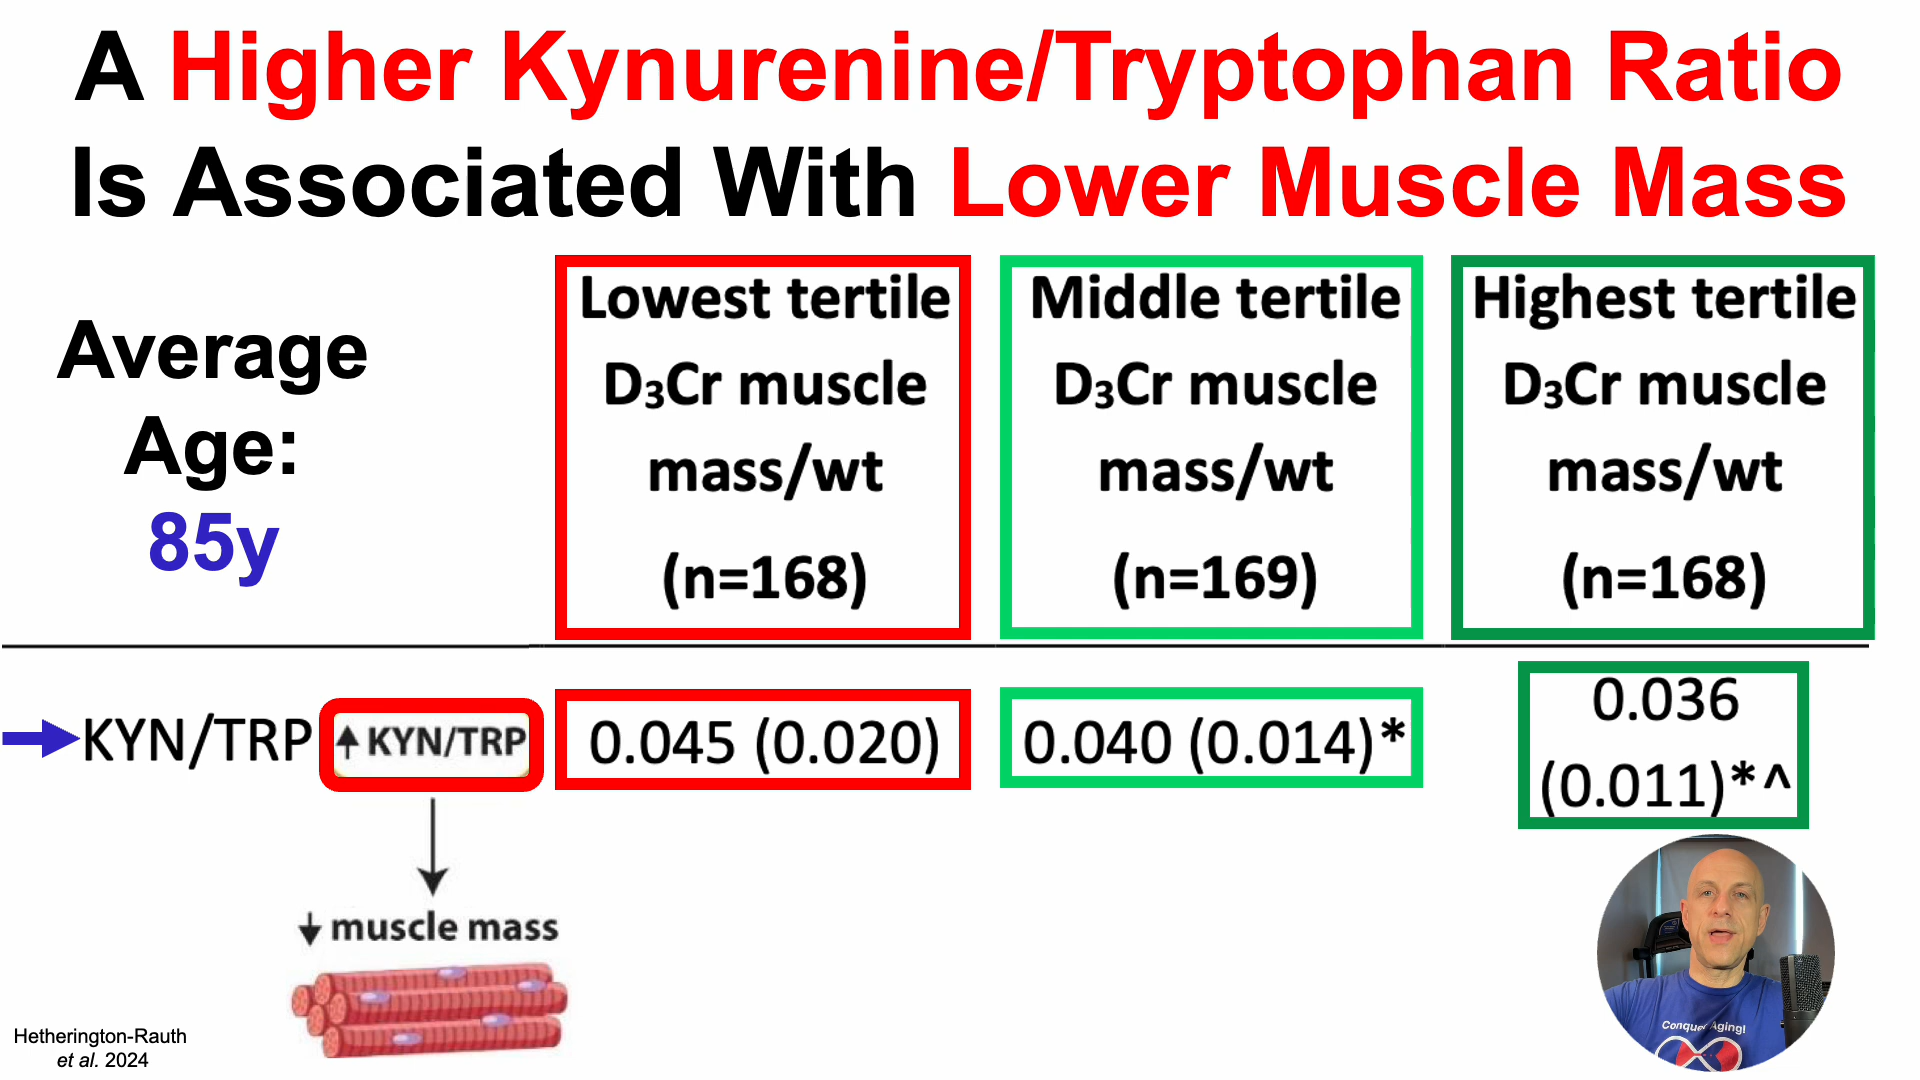 A Higher Kynurenine/Tryptophan Ratio
Is Associated With Lower Muscle Mass
Average
Age:
85y
Lowest tertile
D₃Cr muscle
mass/wt
(n=168)
Middle tertile
D₃Cr muscle
mass/wt
(n=169)
Highest tertile
D₃Cr muscle
mass/wt
(n=168)
KYN/TRP
↑ KYN/TRP
0.045 (0.020)
0.040 (0.014)*
0.036
(0.011)*^
↓ muscle mass
Hetherington-Rauth
et al. 2024
Conquer Aging!